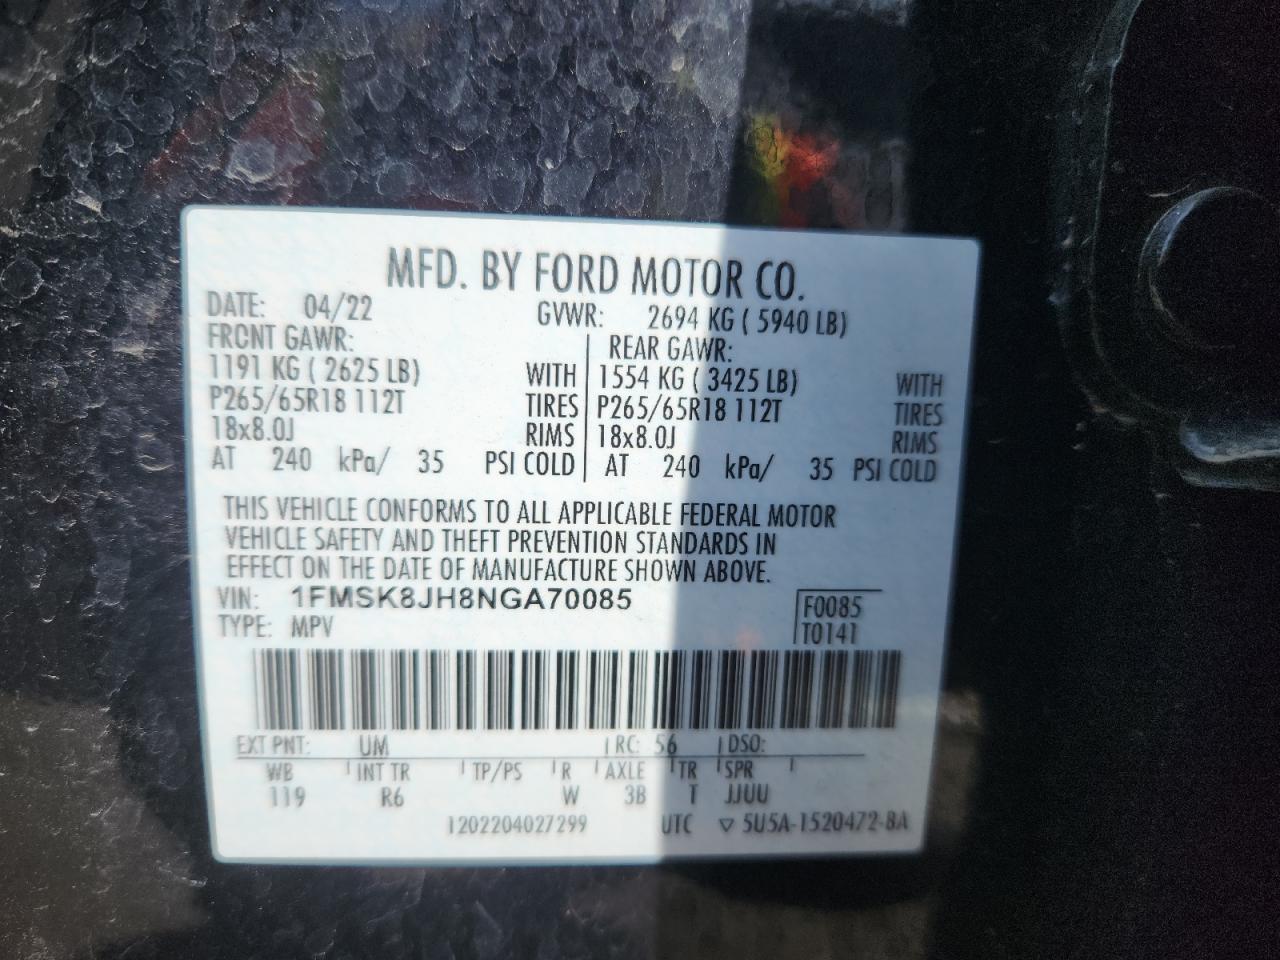 MFD. BY FORD MOTOR CO.
DATE: 04/22 GVWR: 2694 KG ( 5940 LB)
FRONT GAWR: REAR GAWR:
1191 KG ( 2625 LB) WITH 1554 KG ( 3425 LB) WITH
P265/65R18 112T TIRES P265/65R18 112T TIRES
18x8.0J RIMS 18x8.0J RIMS
AT 240 kPa/ 35 PSI COLD AT 240 kPa/ 35 PSI COLD
THIS VEHICLE CONFORMS TO ALL APPLICABLE FEDERAL MOTOR
VEHICLE SAFETY AND THEFT PREVENTION STANDARDS IN
EFFECT ON THE DATE OF MANUFACTURE SHOWN ABOVE.
VIN: 1FMSK8JH8NGA70085 F0085
TYPE: MPV T0141
EXT PNT: UM RC: 56 DSO:
WB INT TR TP/PS R AXLE TR SPR
119 R6 W 3B T JJUU
1202204027299 UTC ▽ 5U5A-1520472-BA